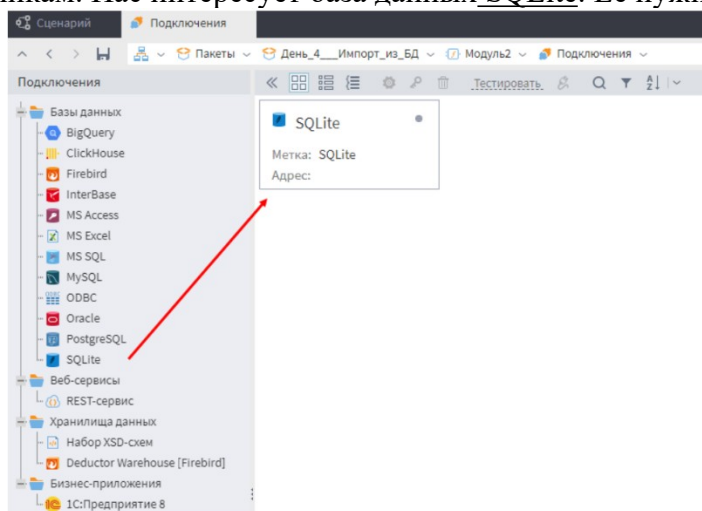 никам. Нас интересует база данных SQLite. Ее нужн
Сценарий Подключения
Пакеты День_4___Импорт_из_БД Модуль2 Подключения
Подключения Тестировать
Базы данных
BigQuery
ClickHouse
Firebird
InterBase
MS Access
MS Excel
MS SQL
MySQL
ODBC
Oracle
PostgreSQL
SQLite
Веб-сервисы
REST-сервис
Хранилища данных
Набор XSD-схем
Deductor Warehouse [Firebird]
Бизнес-приложения
1С:Предприятие 8
SQLite
Метка: SQLite
Адрес: